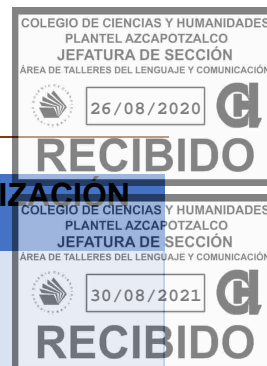 COLEGIO DE CIENCIAS Y HUMANIDADES
PLANTEL AZCAPOTZALCO
JEFATURA DE SECCIÓN
ÁREA DE TALLERES DEL LENGUAJE Y COMUNICACIÓN
26/08/2020
RECIBIDO
IZACIÓN
COLEGIO DE CIENCIAS Y HUMANIDADES
PLANTEL AZCAPOTZALCO
JEFATURA DE SECCIÓN
ÁREA DE TALLERES DEL LENGUAJE Y COMUNICACIÓN
30/08/2021
RECIBIDO